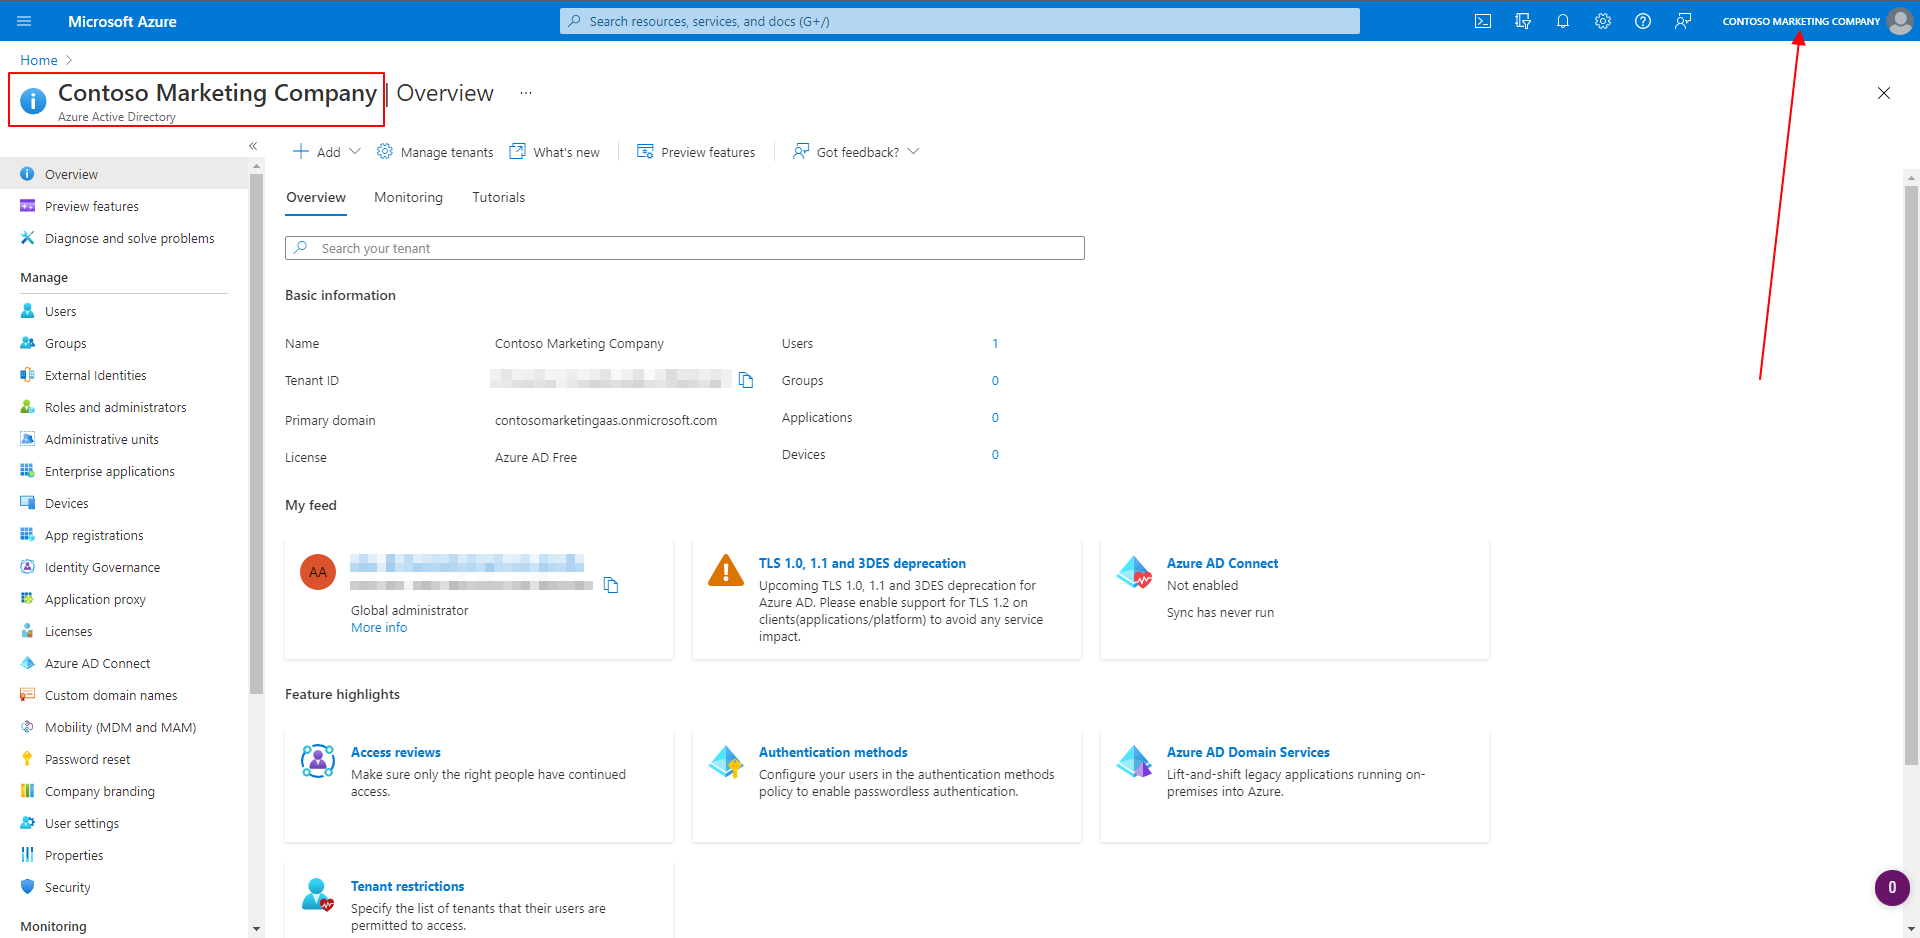 Microsoft Azure
Search resources, services, and docs (G+/)
CONTOSO MARKETING COMPANY
Home
Contoso Marketing Company | Overview ...
Azure Active Directory
Add
Manage tenants
What's new
Preview features
Got feedback?
Overview
Preview features
Diagnose and solve problems
Manage
Users
Groups
External Identities
Roles and administrators
Administrative units
Enterprise applications
Devices
App registrations
Identity Governance
Application proxy
Licenses
Azure AD Connect
Custom domain names
Mobility (MDM and MAM)
Password reset
Company branding
User settings
Properties
Security
Monitoring
Overview
Monitoring
Tutorials
Search your tenant
Basic information
Name
Contoso Marketing Company
Users
1
Tenant ID
Groups
0
Primary domain
contosomarketingaas.onmicrosoft.com
Applications
0
License
Azure AD Free
Devices
0
My feed
AA
Global administrator
More info
TLS 1.0, 1.1 and 3DES deprecation
Upcoming TLS 1.0, 1.1 and 3DES deprecation for
Azure AD. Please enable support for TLS 1.2 on
clients(applications/platform) to avoid any service
impact.
Azure AD Connect
Not enabled
Sync has never run
Feature highlights
Access reviews
Make sure only the right people have continued
access.
Authentication methods
Configure your users in the authentication methods
policy to enable passwordless authentication.
Azure AD Domain Services
Lift-and-shift legacy applications running on-
premises into Azure.
Tenant restrictions
Specify the list of tenants that their users are
permitted to access.
0